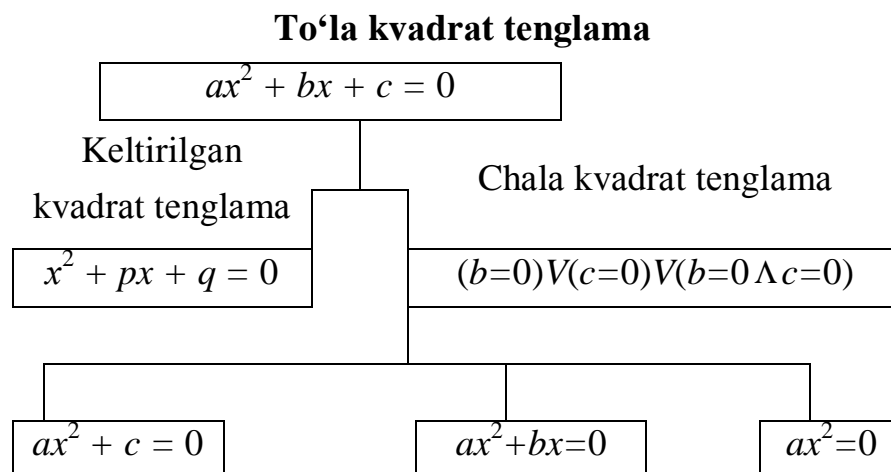 To‘la kvadrat tenglama
ax² + bx + c = 0
Keltirilgan
kvadrat tenglama
Chala kvadrat tenglama
x² + px + q = 0
(b=0)V(c=0)V(b=0Λc=0)
ax² + c = 0
ax²+bx=0
ax²=0